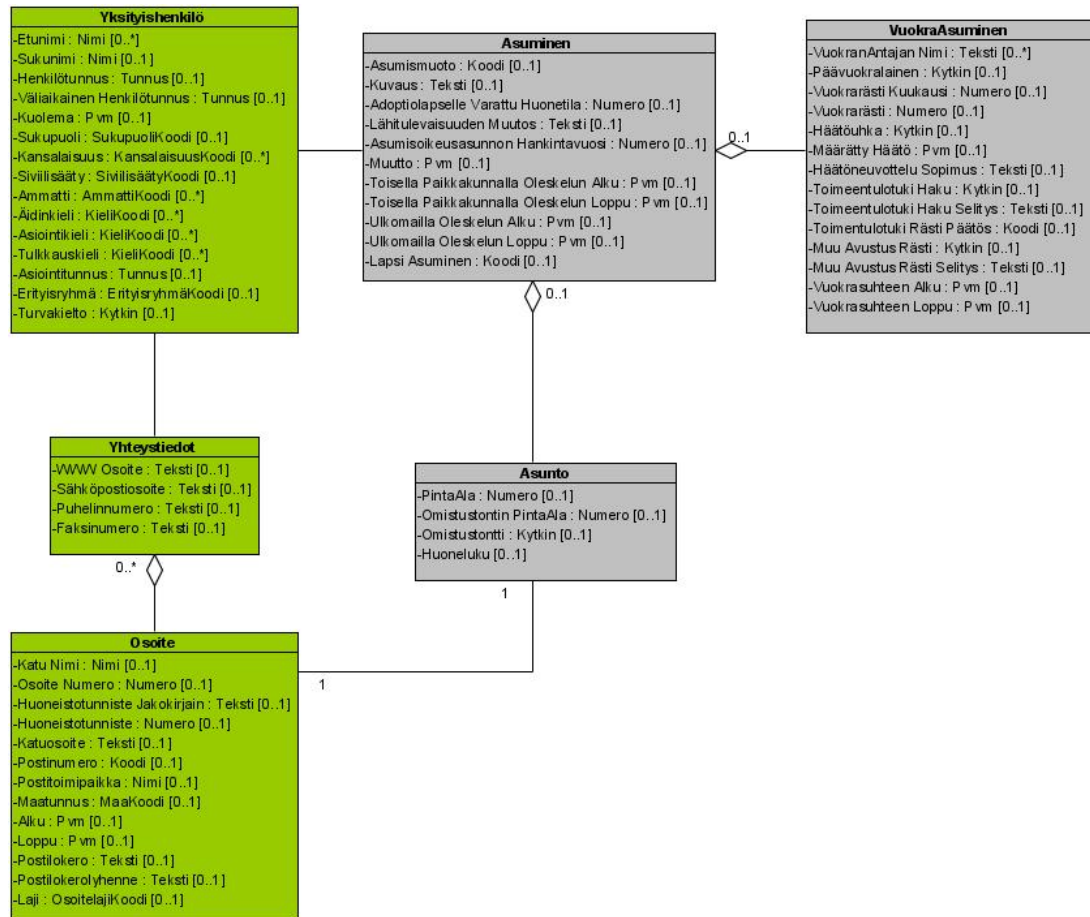 Yksityishenkilö
-Etunimi : Nimi [0..*]
-Sukunimi : Nimi [0..1]
-Henkilötunnus : Tunnus [0..1]
-Väliaikainen Henkilötunnus : Tunnus [0..1]
-Kuolema : Pvm [0..1]
-Sukupuoli : SukupuoliKoodi [0..1]
-Kansalaisuus : KansalaisuusKoodi [0..*]
-Siviilisääty : SiviilisäätyKoodi [0..1]
-Ammatti : AmmattiKoodi [0..*]
-Äidinkieli : KieliKoodi [0..*]
-Asiointikieli : KieliKoodi [0..*]
-Tulkkauskieli : KieliKoodi [0..*]
-Asiointitunnus : Tunnus [0..1]
-Erityisryhmä : ErityisryhmäKoodi [0..1]
-Turvakielto : Kytkin [0..1]
Asuminen
-Asumismuoto : Koodi [0..1]
-Kuvaus : Teksti [0..1]
-Adoptiolapselle Varattu Huonetila : Numero [0..1]
-Lähitulevaisuuden Muutos : Teksti [0..1]
-Asumisoikeusasunnon Hankintavuosi : Numero [0..1]
-Muutto : Pvm [0..1]
-Toisella Paikkakunnalla Oleskelun Alku : Pvm [0..1]
-Toisella Paikkakunnalla Oleskelun Loppu : Pvm [0..1]
-Ulkomailla Oleskelun Alku : Pvm [0..1]
-Ulkomailla Oleskelun Loppu : Pvm [0..1]
-Lapsi Asuminen : Koodi [0..1]
0..1
0..1
VuokraAsuminen
-VuokranAntajan Nimi : Teksti [0..*]
-Päävuokralainen : Kytkin [0..1]
-Vuokrarästi Kuukausi : Numero [0..1]
-Vuokrarästi : Numero [0..1]
-Häätöuhka : Kytkin [0..1]
-Määrätty Häätö : Pvm [0..1]
-Häätöneuvottelu Sopimus : Teksti [0..1]
-Toimeentulotuki Haku : Kytkin [0..1]
-Toimeentulotuki Haku Selitys : Teksti [0..1]
-Toimentulotuki Rästi Päätös : Koodi [0..1]
-Muu Avustus Rästi : Kytkin [0..1]
-Muu Avustus Rästi Selitys : Teksti [0..1]
-Vuokrasuhteen Alku : Pvm [0..1]
-Vuokrasuhteen Loppu : Pvm [0..1]
Yhteystiedot
-WWW Osoite : Teksti [0..1]
-Sähköpostiosoite : Teksti [0..1]
-Puhelinnumero : Teksti [0..1]
-Faksinumero : Teksti [0..1]
0..*
Asunto
-PintaAla : Numero [0..1]
-Omistustontin PintaAla : Numero [0..1]
-Omistustontti : Kytkin [0..1]
-Huoneluku [0..1]
1
1
Osoite
-Katu Nimi : Nimi [0..1]
-Osoite Numero : Numero [0..1]
-Huoneistotunniste Jakokirjain : Teksti [0..1]
-Huoneistotunniste : Numero [0..1]
-Katuosoite : Teksti [0..1]
-Postinumero : Koodi [0..1]
-Postitoimipaikka : Nimi [0..1]
-Maatunnus : MaaKoodi [0..1]
-Alku : Pvm [0..1]
-Loppu : Pvm [0..1]
-Postilokero : Teksti [0..1]
-Postilokerolyhenne : Teksti [0..1]
-Laji : OsoitelajiKoodi [0..1]